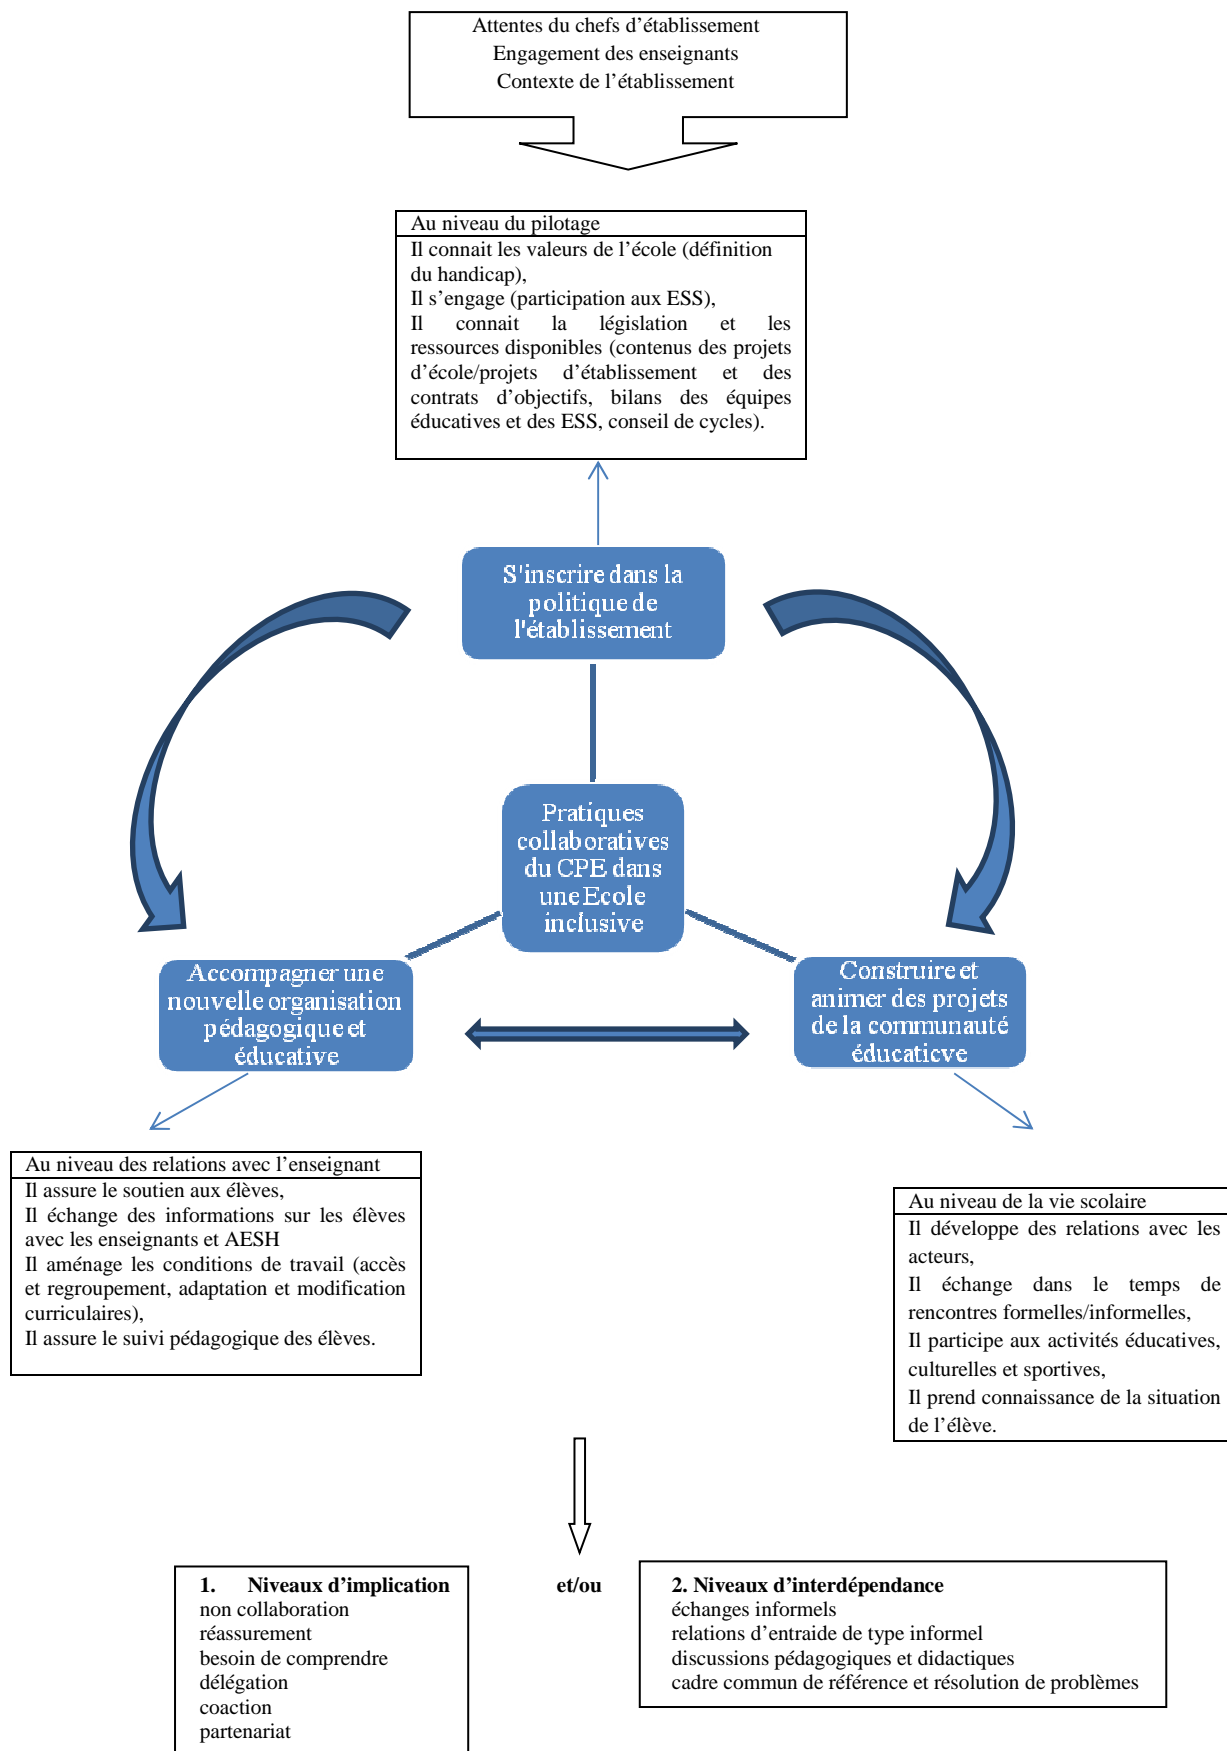 Attentes du chefs d’établissement
Engagement des enseignants
Contexte de l’établissement
Au niveau du pilotage
Il connait les valeurs de l’école (définition
du handicap),
Il s’engage (participation aux ESS),
Il connait la législation et les
ressources disponibles (contenus des projets
d’école/projets d’établissement et des
contrats d’objectifs, bilans des équipes
éducatives et des ESS, conseil de cycles).
S'inscrire dans la
politique de
l'établissement
Pratiques
collaboratives
du CPE dans
une Ecole
inclusive
Accompagner une
nouvelle organisation
pédagogique et
éducative
Construire et
animer des projets
de la communauté
éducaticve
Au niveau des relations avec l’enseignant
Il assure le soutien aux élèves,
Il échange des informations sur les élèves
avec les enseignants et AESH
Il aménage les conditions de travail (accès
et regroupement, adaptation et modification
curriculaires),
Il assure le suivi pédagogique des élèves.
Au niveau de la vie scolaire
Il développe des relations avec les
acteurs,
Il échange dans le temps de
rencontres formelles/informelles,
Il participe aux activités éducatives,
culturelles et sportives,
Il prend connaissance de la situation
de l’élève.
1. Niveaux d’implication
non collaboration
réassurement
besoin de comprendre
délégation
coaction
partenariat
et/ou
2. Niveaux d’interdépendance
échanges informels
relations d’entraide de type informel
discussions pédagogiques et didactiques
cadre commun de référence et résolution de problèmes